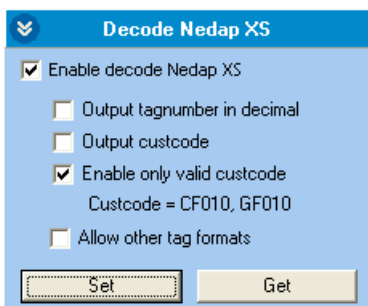 Decode Nedap XS
Enable decode Nedap XS
Output tagnumber in decimal
Output custcode
Enable only valid custcode
Custcode = CF010, GF010
Allow other tag formats
Set Get